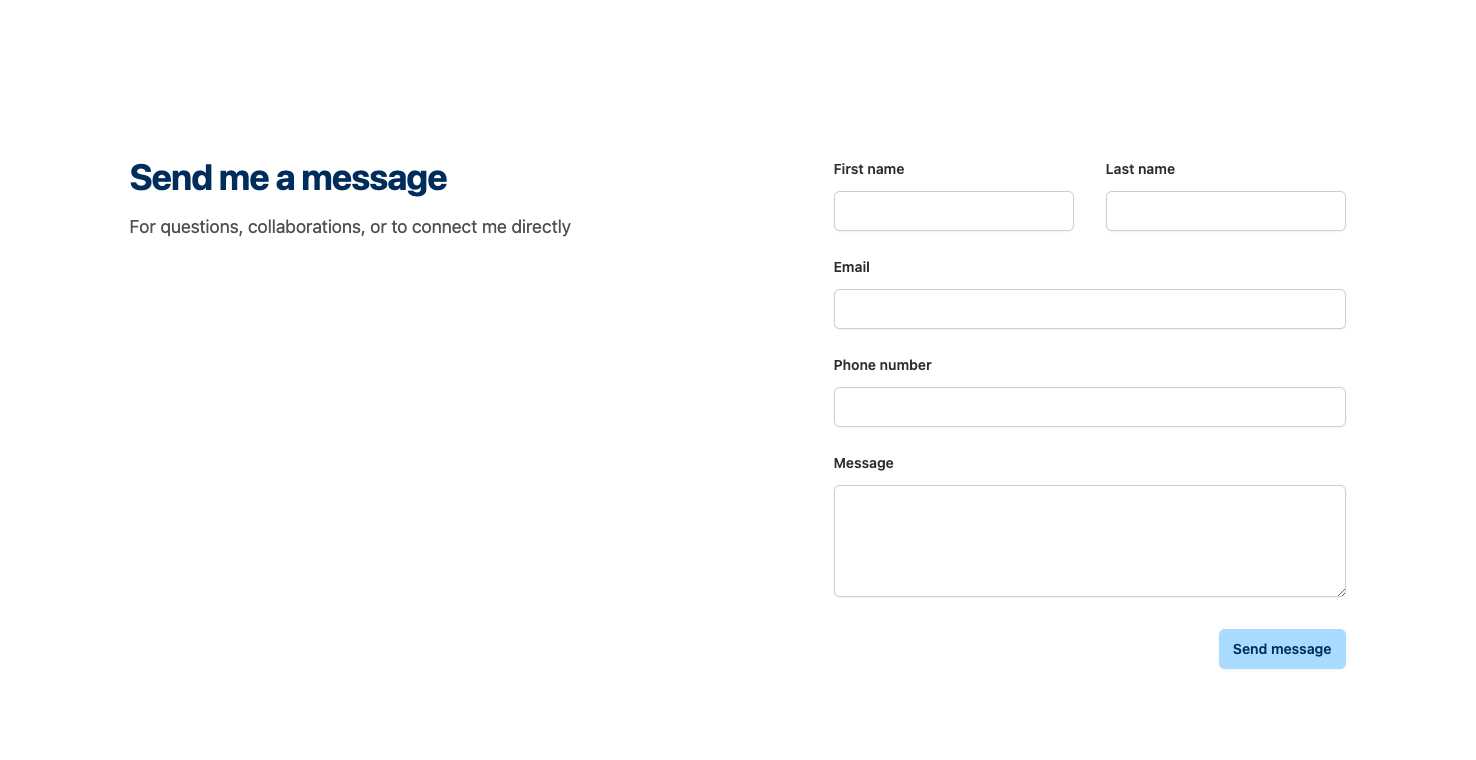 Send me a message
For questions, collaborations, or to connect me directly
First name
Last name
Email
Phone number
Message
Send message